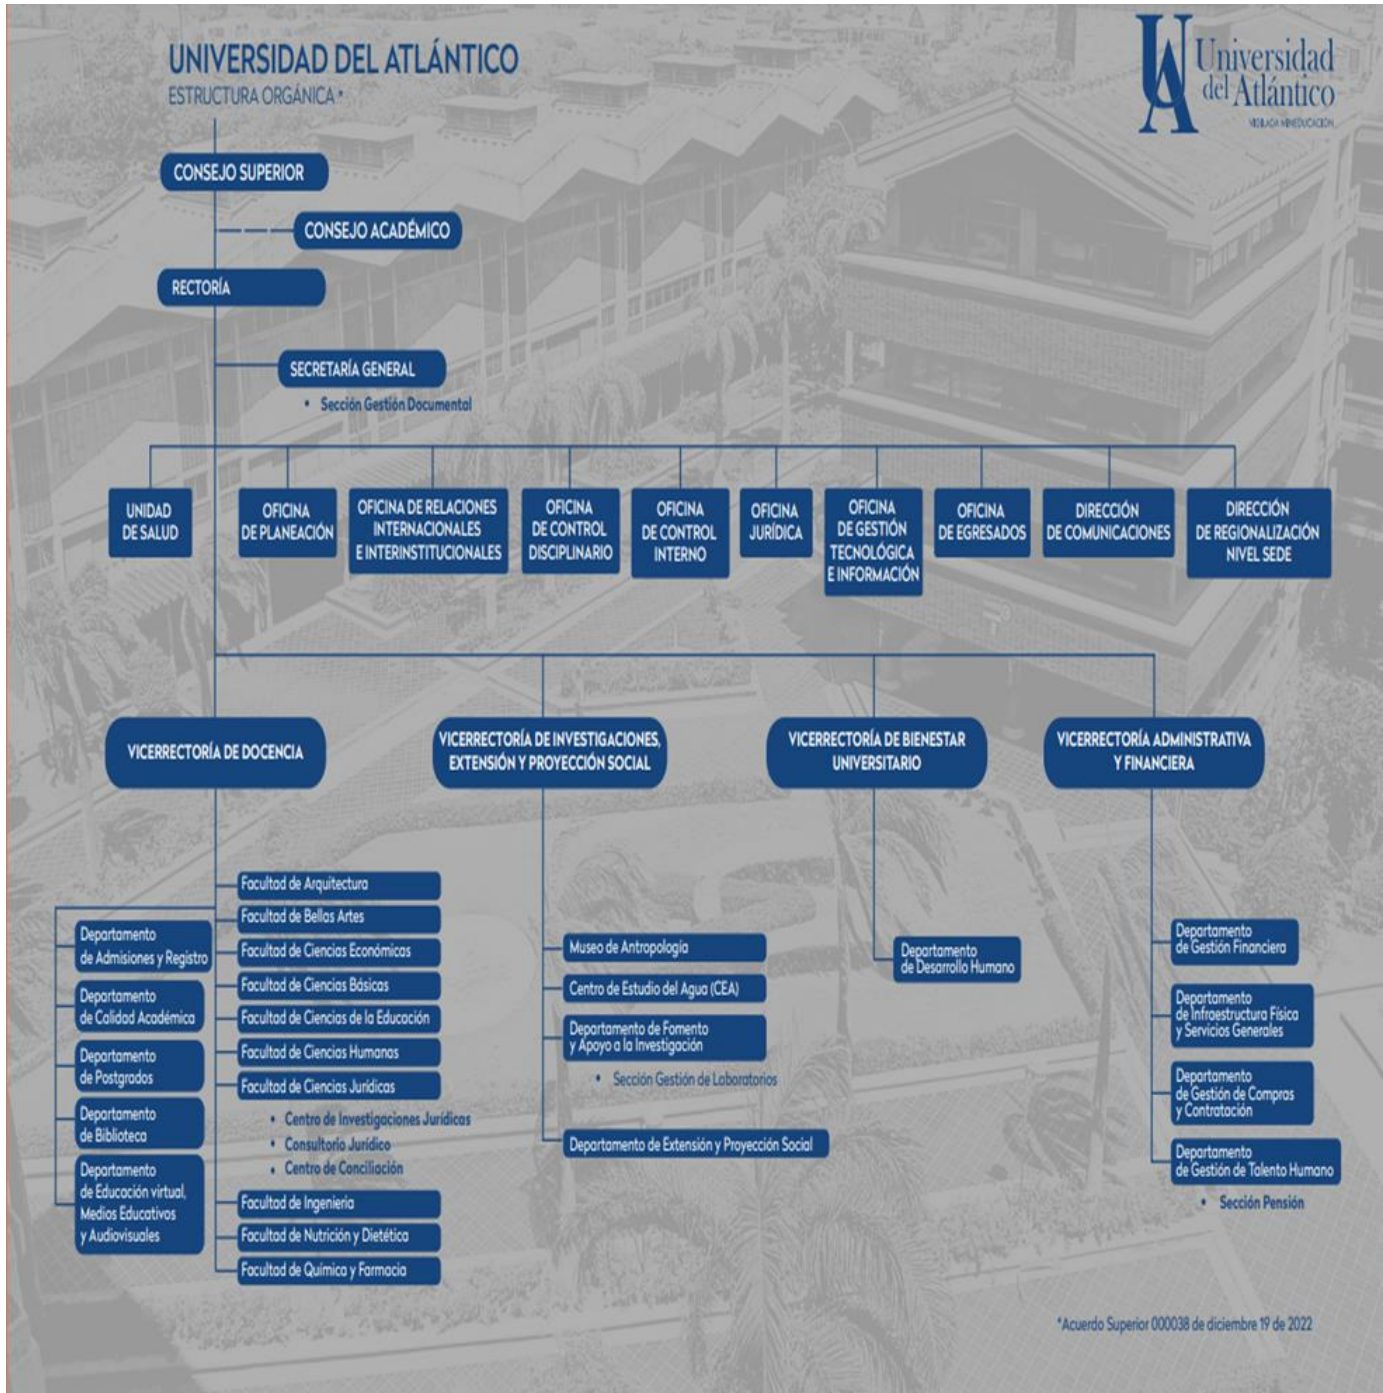 UNIVERSIDAD DEL ATLÁNTICO
ESTRUCTURA ORGÁNICA *
UA
Universidad
del Atlántico
VIGILADA MINEDUCACIÓN
CONSEJO SUPERIOR
CONSEJO ACADÉMICO
RECTORÍA
SECRETARÍA GENERAL
• Sección Gestión Documental
UNIDAD
DE SALUD
OFICINA
DE PLANEACIÓN
OFICINA DE RELACIONES
INTERNACIONALES
E INTERINSTITUCIONALES
OFICINA
DE CONTROL
DISCIPLINARIO
OFICINA
DE CONTROL
INTERNO
OFICINA
JURÍDICA
OFICINA
DE GESTIÓN
TECNOLÓGICA
E INFORMACIÓN
OFICINA
DE EGRESADOS
DIRECCIÓN
DE COMUNICACIONES
DIRECCIÓN
DE REGIONALIZACIÓN
NIVEL SEDE
VICERRECTORÍA DE DOCENCIA
VICERRECTORÍA DE INVESTIGACIONES,
EXTENSIÓN Y PROYECCIÓN SOCIAL
VICERRECTORÍA DE BIENESTAR
UNIVERSITARIO
VICERRECTORÍA ADMINISTRATIVA
Y FINANCIERA
Departamento
de Admisiones y Registro
Departamento
de Calidad Académica
Departamento
de Postgrados
Departamento
de Biblioteca
Departamento
de Educación virtual,
Medios Educativos
y Audiovisuales
Facultad de Arquitectura
Facultad de Bellas Artes
Facultad de Ciencias Económicas
Facultad de Ciencias Básicas
Facultad de Ciencias de la Educación
Facultad de Ciencias Humanas
Facultad de Ciencias Jurídicas
• Centro de Investigaciones Jurídicas
• Consultorio Jurídico
• Centro de Conciliación
Facultad de Ingeniería
Facultad de Nutrición y Dietética
Facultad de Química y Farmacia
Museo de Antropología
Centro de Estudio del Agua (CEA)
Departamento de Fomento
y Apoyo a la Investigación
• Sección Gestión de Laboratorios
Departamento de Extensión y Proyección Social
Departamento
de Desarrollo Humano
Departamento
de Gestión Financiera
Departamento
de Infraestructura Física
y Servicios Generales
Departamento
de Gestión de Compras
y Contratación
Departamento
de Gestión de Talento Humano
• Sección Pensión
*Acuerdo Superior 000038 de diciembre 19 de 2022